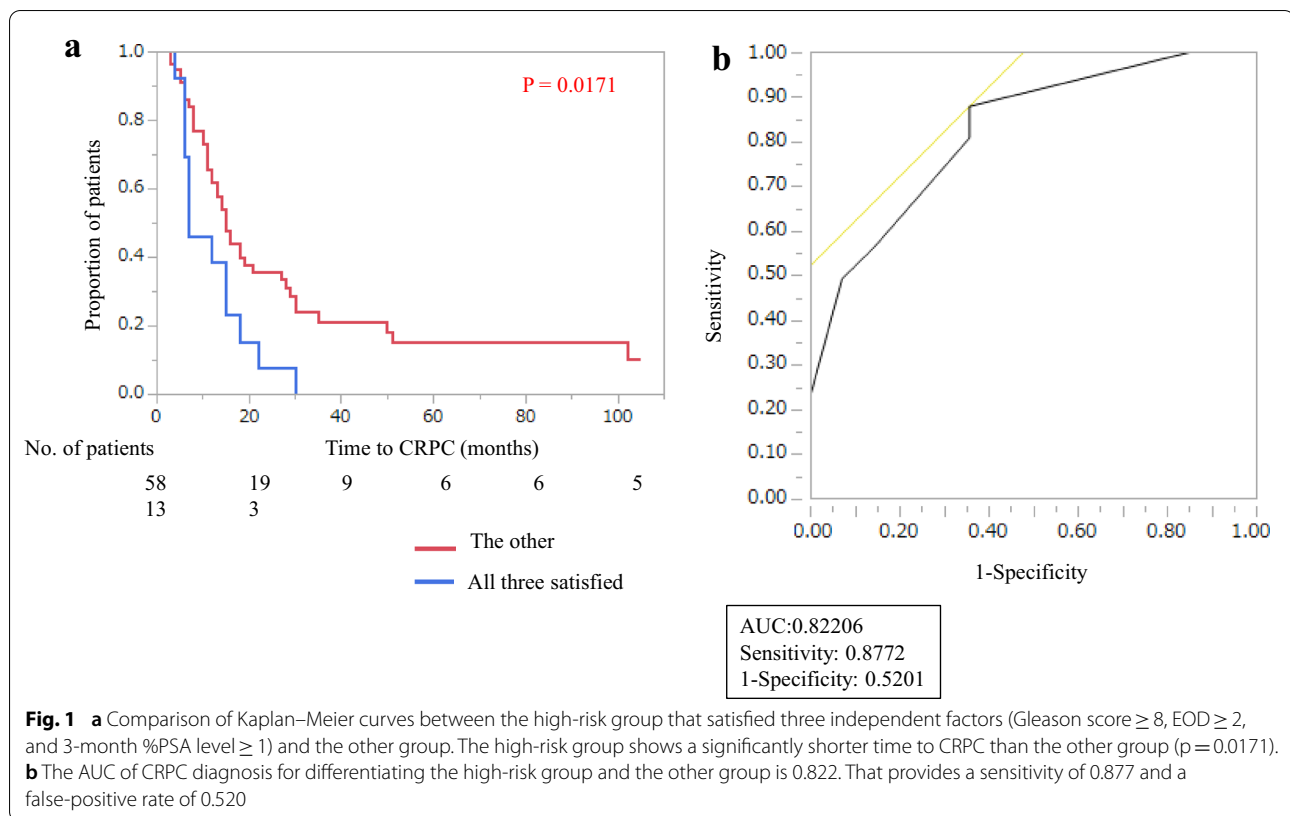 a
1.0
0.8
0.6
0.4
0.2
0.0
Proportion of patients
P = 0.0171
0 20 40 60 80 100
No. of patients Time to CRPC (months)
58 19 9 6 6 5
13 3
The other
All three satisfied
b
1.00
0.90
0.80
0.70
0.60
0.50
0.40
0.30
0.20
0.10
0.00
Sensitivity
0.00 0.20 0.40 0.60 0.80 1.00
1-Specificity
AUC:0.82206
Sensitivity: 0.8772
1-Specificity: 0.5201
Fig. 1 a Comparison of Kaplan–Meier curves between the high-risk group that satisfied three independent factors (Gleason score ≥ 8, EOD ≥ 2,
and 3-month %PSA level ≥ 1) and the other group. The high-risk group shows a significantly shorter time to CRPC than the other group (p = 0.0171).
b The AUC of CRPC diagnosis for differentiating the high-risk group and the other group is 0.822. That provides a sensitivity of 0.877 and a
false-positive rate of 0.520